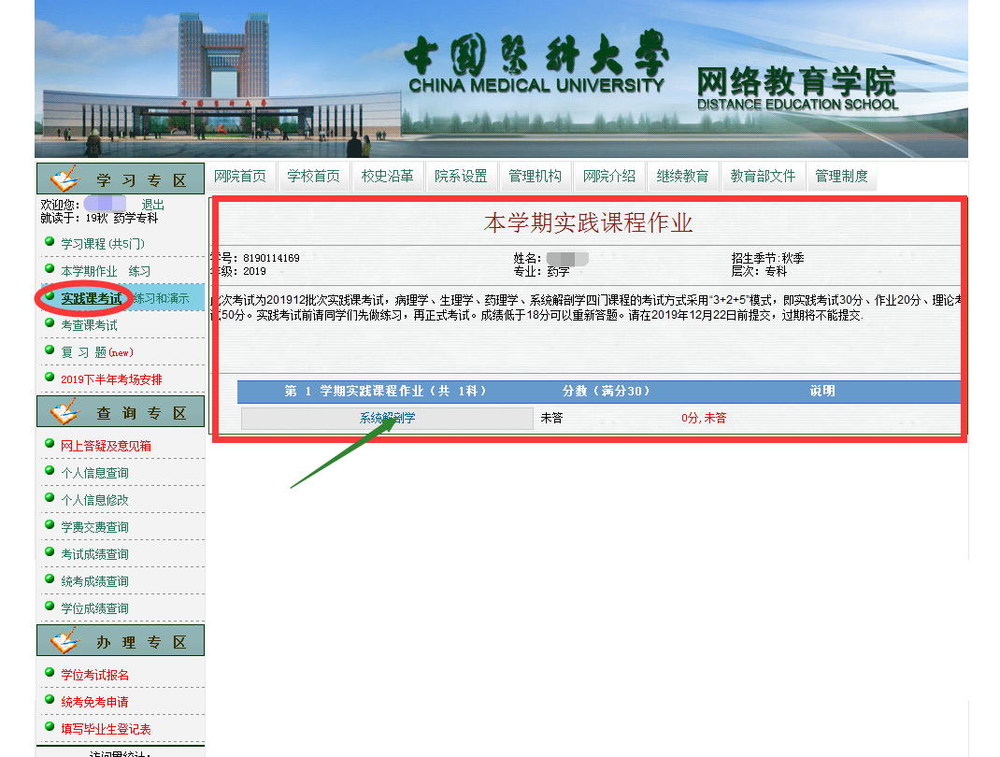 中国医科大学
CHINA MEDICAL UNIVERSITY
网络教育学院
DISTANCE EDUCATION SCHOOL
学 习 专 区
网院首页 学校首页 校史沿革 院系设置 管理机构 网院介绍 继续教育 教育部文件 管理制度
欢迎您: 退出
就读于: 19秋 药学专科
学习课程(共5门)
本学期作业 练习
实践课考试 练习和演示
考查课考试
复 习 题(new)
2019下半年考场安排
查 询 专 区
网上答疑及意见箱
个人信息查询
个人信息修改
学费交费查询
考试成绩查询
统考成绩查询
学位成绩查询
办 理 专 区
学位考试报名
统考免考申请
填写毕业生登记表
本学期实践课程作业
学号: 8190114169 姓名: 招生季节:秋季
年级: 2019 专业: 药学 层次: 专科
此次考试为201912批次实践课考试，病理学、生理学、药理学、系统解剖学四门课程的考试方式采用“3+2+5”模式，即实践考试30分、作业20分、理论考
试50分。实践考试前请同学们先做练习，再正式考试。成绩低于18分可以重新答题。请在2019年12月22日前提交，过期将不能提交.
第 1 学期实践课程作业（共 1科） 分数（满分30） 说明
系统解剖学 未答 0分,未答